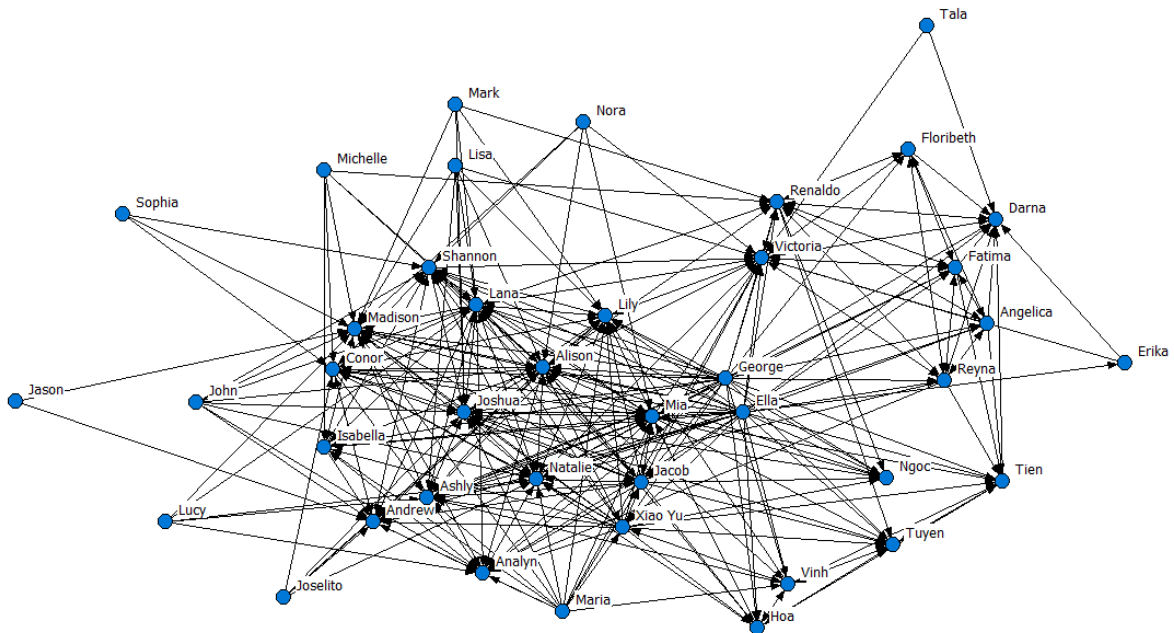 Tala
Mark
Nora
Floribeth
Lisa
Michelle
Renaldo
Sophia
Darna
Victoria
Shannon
Fatima
Lana
Lily
Madison
Angelica
Conor
Alison
George
Erika
Reyna
Jason
John
Joshua
Mia
Ella
Isabella
Natalie
Jacob
Ngoc
Tien
Ashly
Lucy
Andrew
Xiao Yu
Tuyen
Analyn
Vinh
Joselito
Maria
Hoa